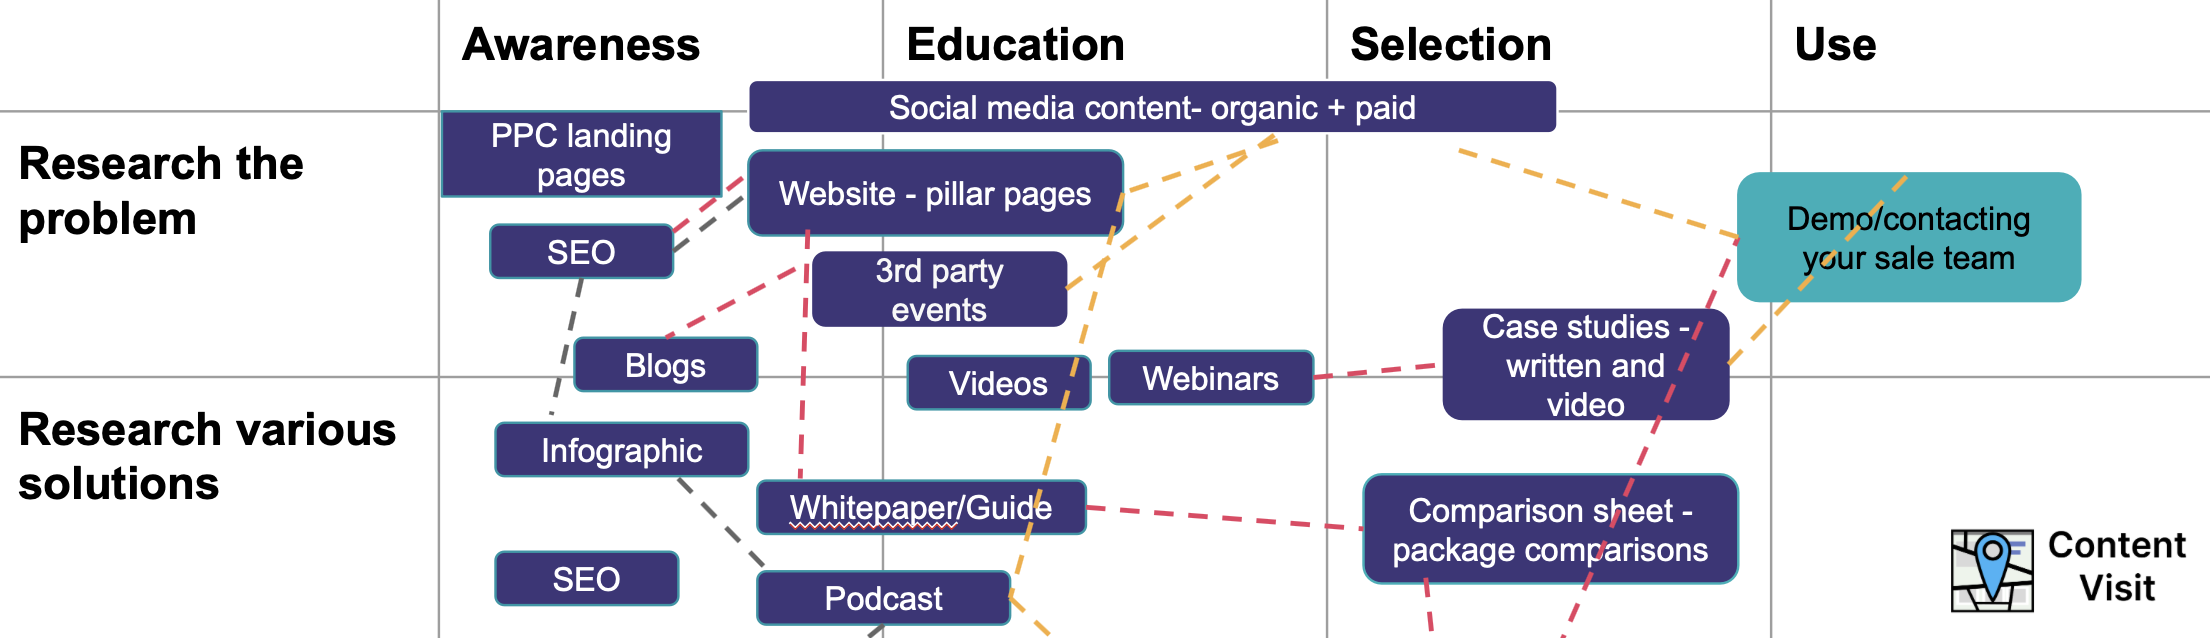 Awareness
Education
Selection
Use
Social media content- organic + paid
Research the
problem
PPC landing
pages
Website - pillar pages
SEO
3rd party
events
Demo/contacting
your sale team
Blogs
Videos
Webinars
Case studies -
written and
video
Research various
solutions
Infographic
Whitepaper/Guide
Comparison sheet -
package comparisons
SEO
Podcast
Content
Visit